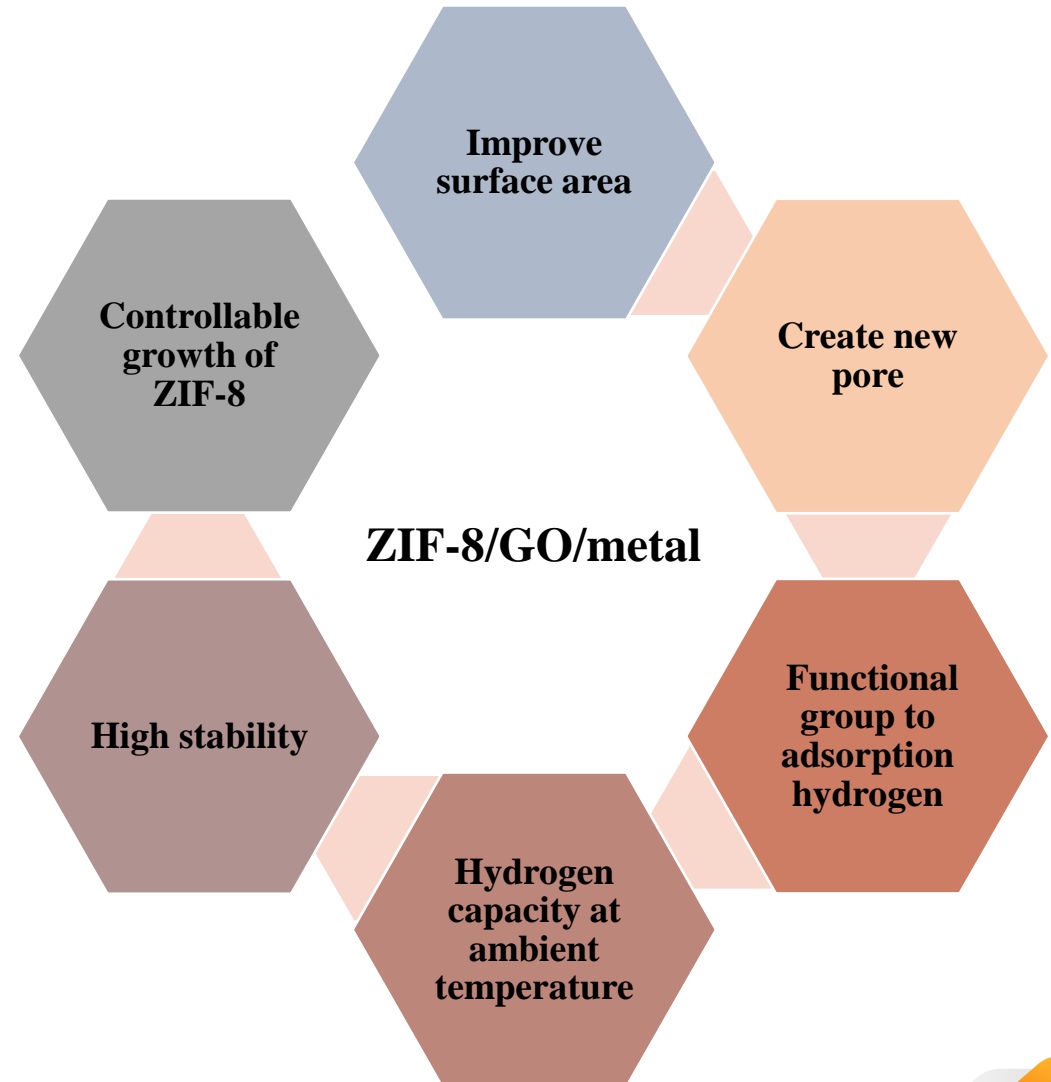 Improve
surface area
Create new
pore
Functional
group to
adsorption
hydrogen
Hydrogen
capacity at
ambient
temperature
High stability
Controllable
growth of
ZIF-8
ZIF-8/GO/metal